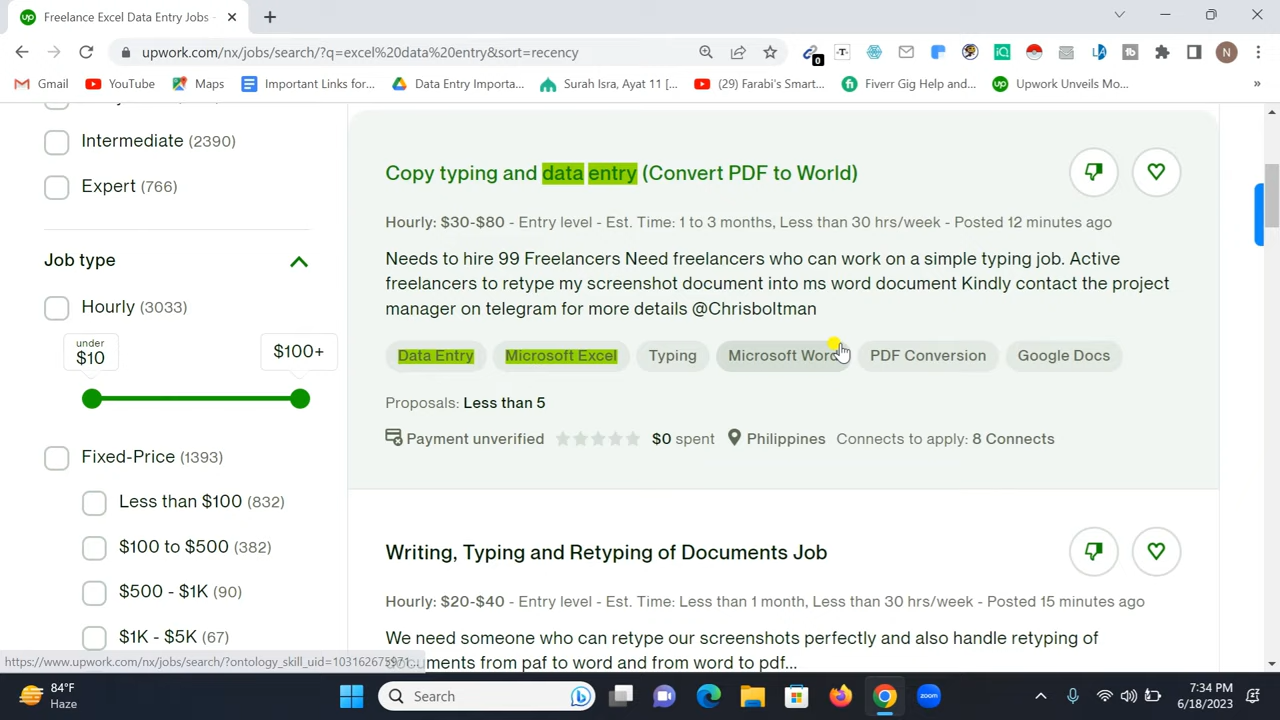 Freelance Excel Data Entry Jobs -
upwork.com/nx/jobs/search/?q=excel%20data%20entry&sort=recency
0
N
Gmail
YouTube
Maps
Impotant Links for...
Data Entry Importa...
Surah Isra, Ayat 11 [...
(29) Farabi's Smart...
Fiverr Gig Help and...
Upwork Unveils Mo...
»
Intermediate (2390)
Expert (766)
Job type
Hourly (3033)
under
$10
$100+
Fixed-Price (1393)
Less than $100 (832)
$100 to $500 (382)
$500 - $1K (90)
$1K - $5K (67)
Copy typing and data entry (Convert PDF to World)
Hourly: $30-$80 - Entry level - Est. Time: 1 to 3 months, Less than 30 hrs/week - Posted 12 minutes ago
Needs to hire 99 Freelancers Need freelancers who can work on a simple typing job. Active
freelancers to retype my screenshot document into ms word document Kindly contact the project
manager on telegram for more details @Chrisboltman
Data Entry Microsoft Excel Typing Microsoft Word PDF Conversion Google Docs
Proposals: Less than 5
Payment unverified $0 spent Philippines Connects to apply: 8 Connects
Writing, Typing and Retyping of Documents Job
Hourly: $20-$40 - Entry level - Est. Time: Less than 1 month, Less than 30 hrs/week - Posted 15 minutes ago
We need someone who can retype our screenshots perfectly and also handle retyping of
documents from paf to word and from word to pdf...
84°F
Haze
Search
zoom
7:34 PM
6/18/2023